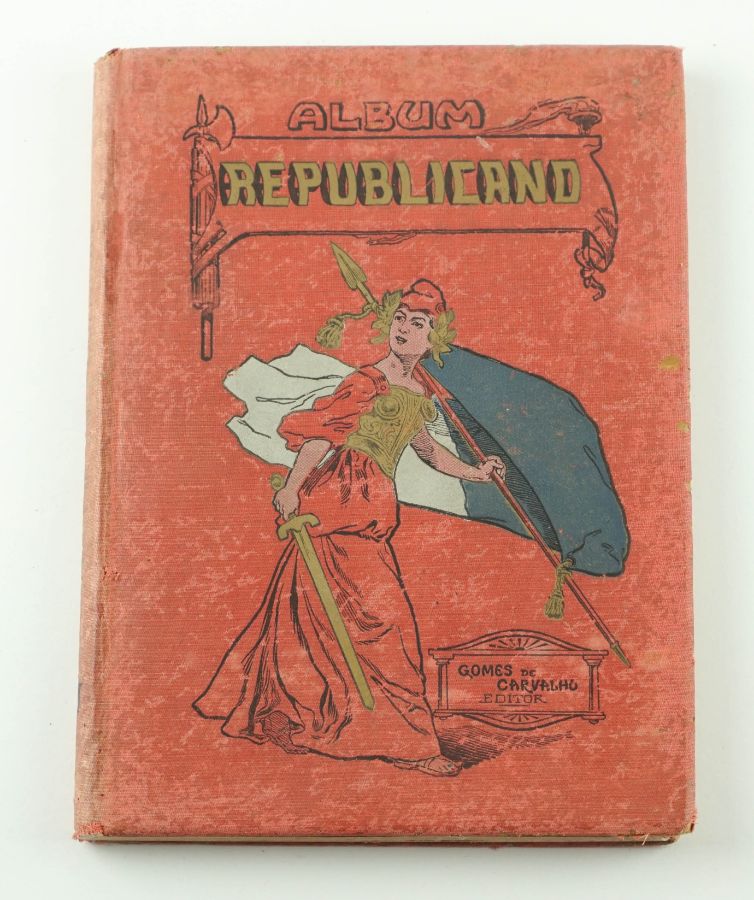 ALBUM
REPUBLICANO
GOMES DE
CARVALHO
EDITOR